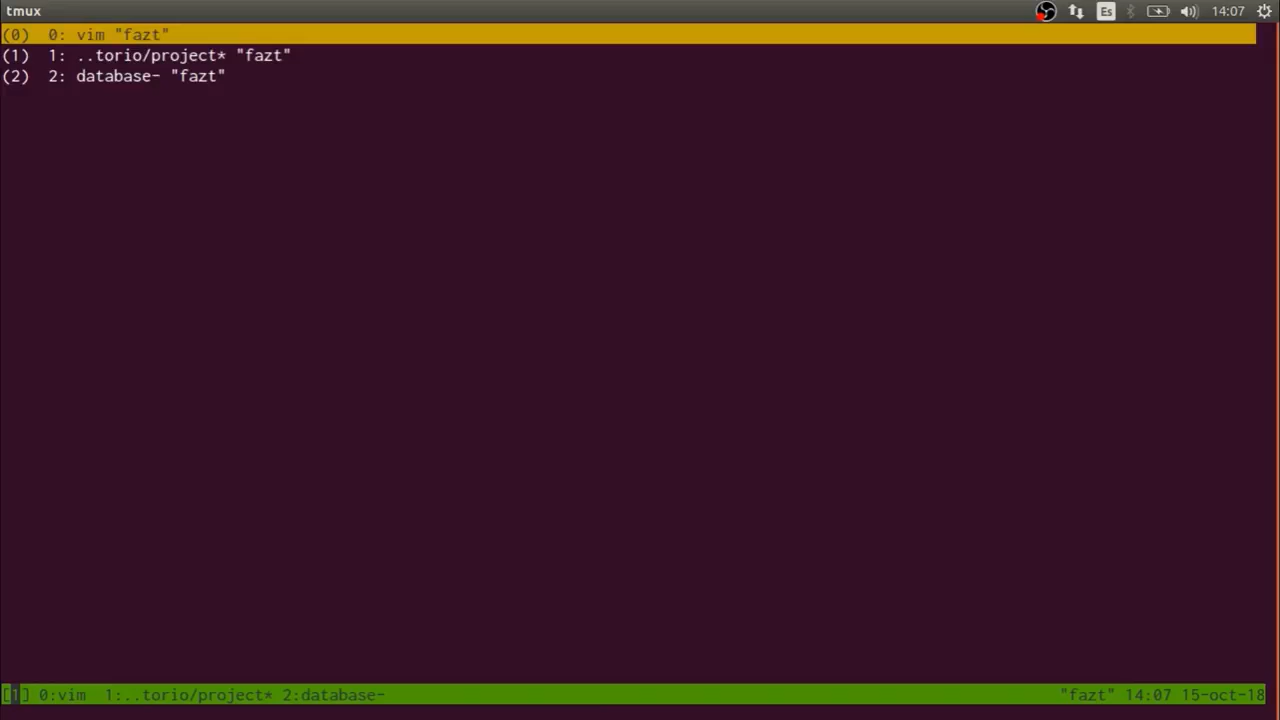 tmux
Es
14:07
(0)  0: vim "fazt"
(1)  1: ..torio/project* "fazt"
(2)  2: database- "fazt"
[1] 0:vim  1:..torio/project* 2:database-
"fazt" 14:07 15-oct-18